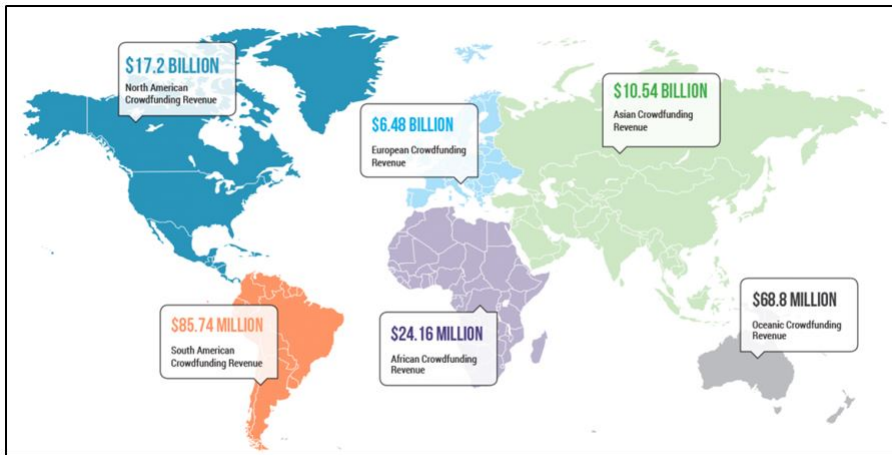 $17.2 BILLION
North American
Crowdfunding Revenue
$6.48 BILLION
European Crowdfunding
Revenue
$10.54 BILLION
Asian Crowdfunding
Revenue
$85.74 MILLION
South American
Crowdfunding Revenue
$24.16 MILLION
African Crowdfunding
Revenue
$68.8 MILLION
Oceanic Crowdfunding
Revenue